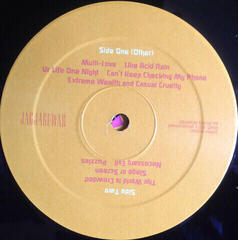 Side One (Other)
Multi-Love Like Acid Rain
Ur Life One Night Can't Keep Checking My Phone
Extreme Wealth and Casual Cruelty
JAGJAGUWAR
Side Two
The World Is Crowded
Stage or Screen
Necessary Evil Puzzles